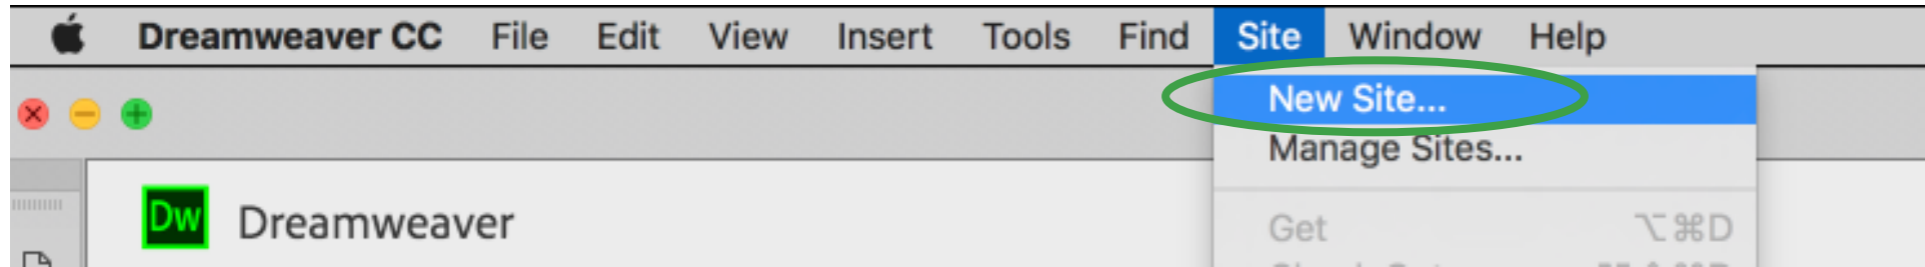 Dreamweaver CC File Edit View Insert Tools Find Site Window Help
New Site...
Manage Sites...
Dw Dreamweaver
Get ⌥⌘D